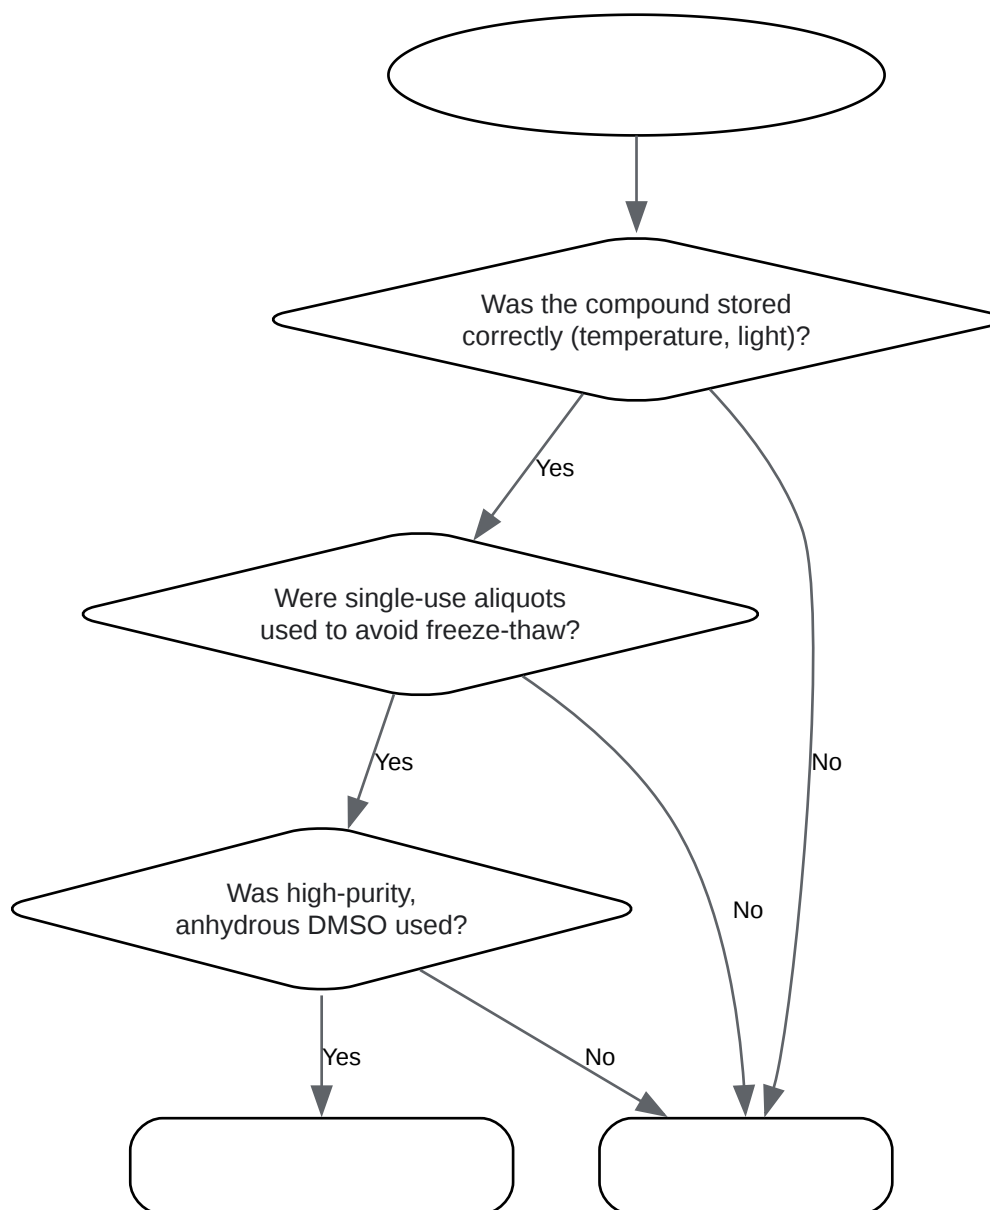 Was the compound stored
correctly (temperature, light)?
Yes
Were single-use aliquots
used to avoid freeze-thaw?
Yes
No
Was high-purity,
anhydrous DMSO used?
No
Yes
No